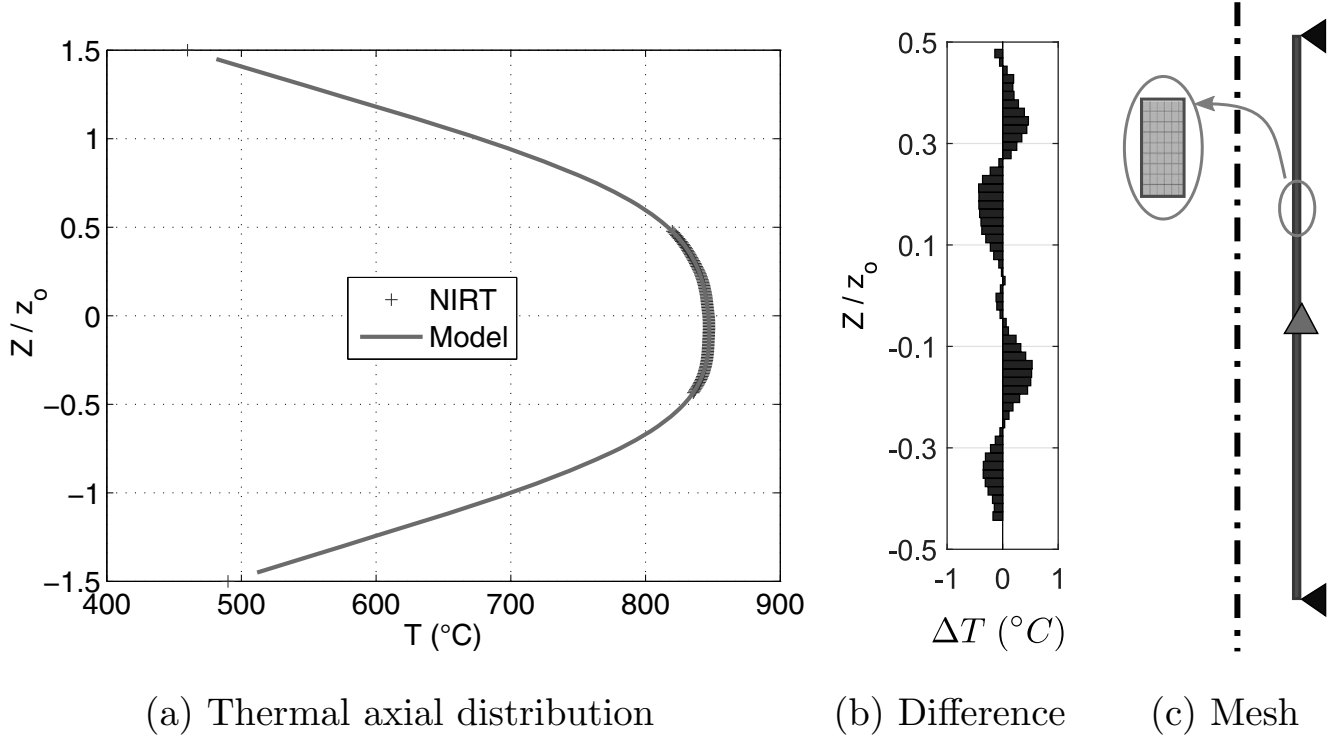 1.5
1
0.5
0
−0.5
−1
−1.5
Z / z_o
400 500 600 700 800 900
T (°C)
NIRT
Model
0.5
0.3
0.1
-0.1
-0.3
-0.5
Z / z_o
-1 0 1
ΔT (°C)
(a) Thermal axial distribution
(b) Difference
(c) Mesh